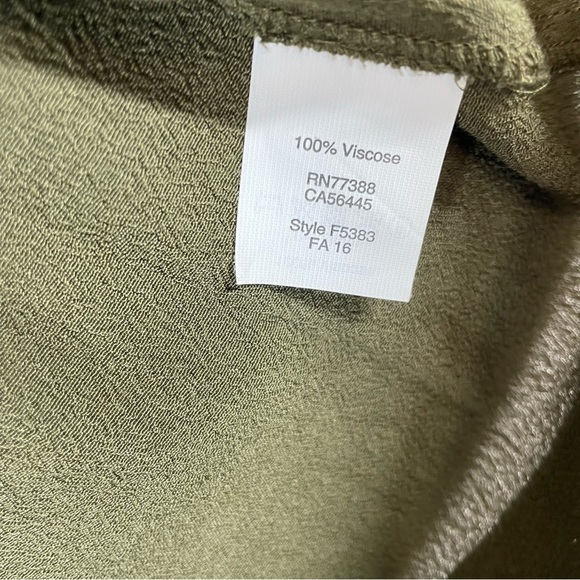 100% Viscose
RN77388
CA56445
Style F5383
FA 16